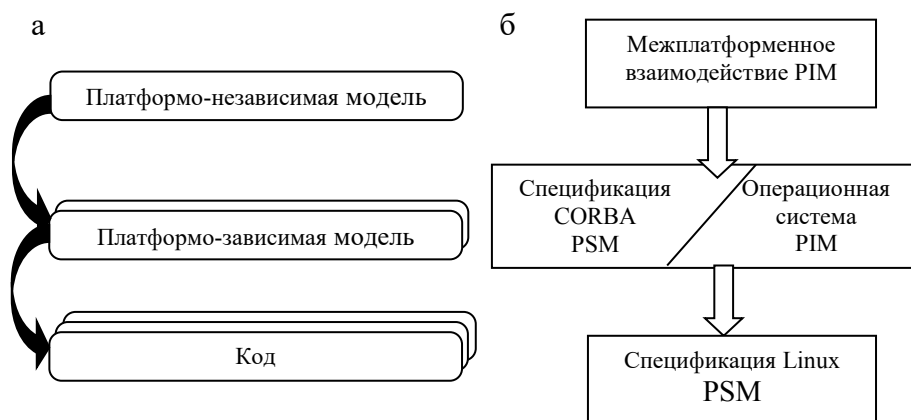 а
Платформо-независимая модель
Платформо-зависимая модель
Код
б
Межплатформенное
взаимодействие PIM
Спецификация
CORBA
PSM
Операционная
система
PIM
Спецификация Linux
PSM